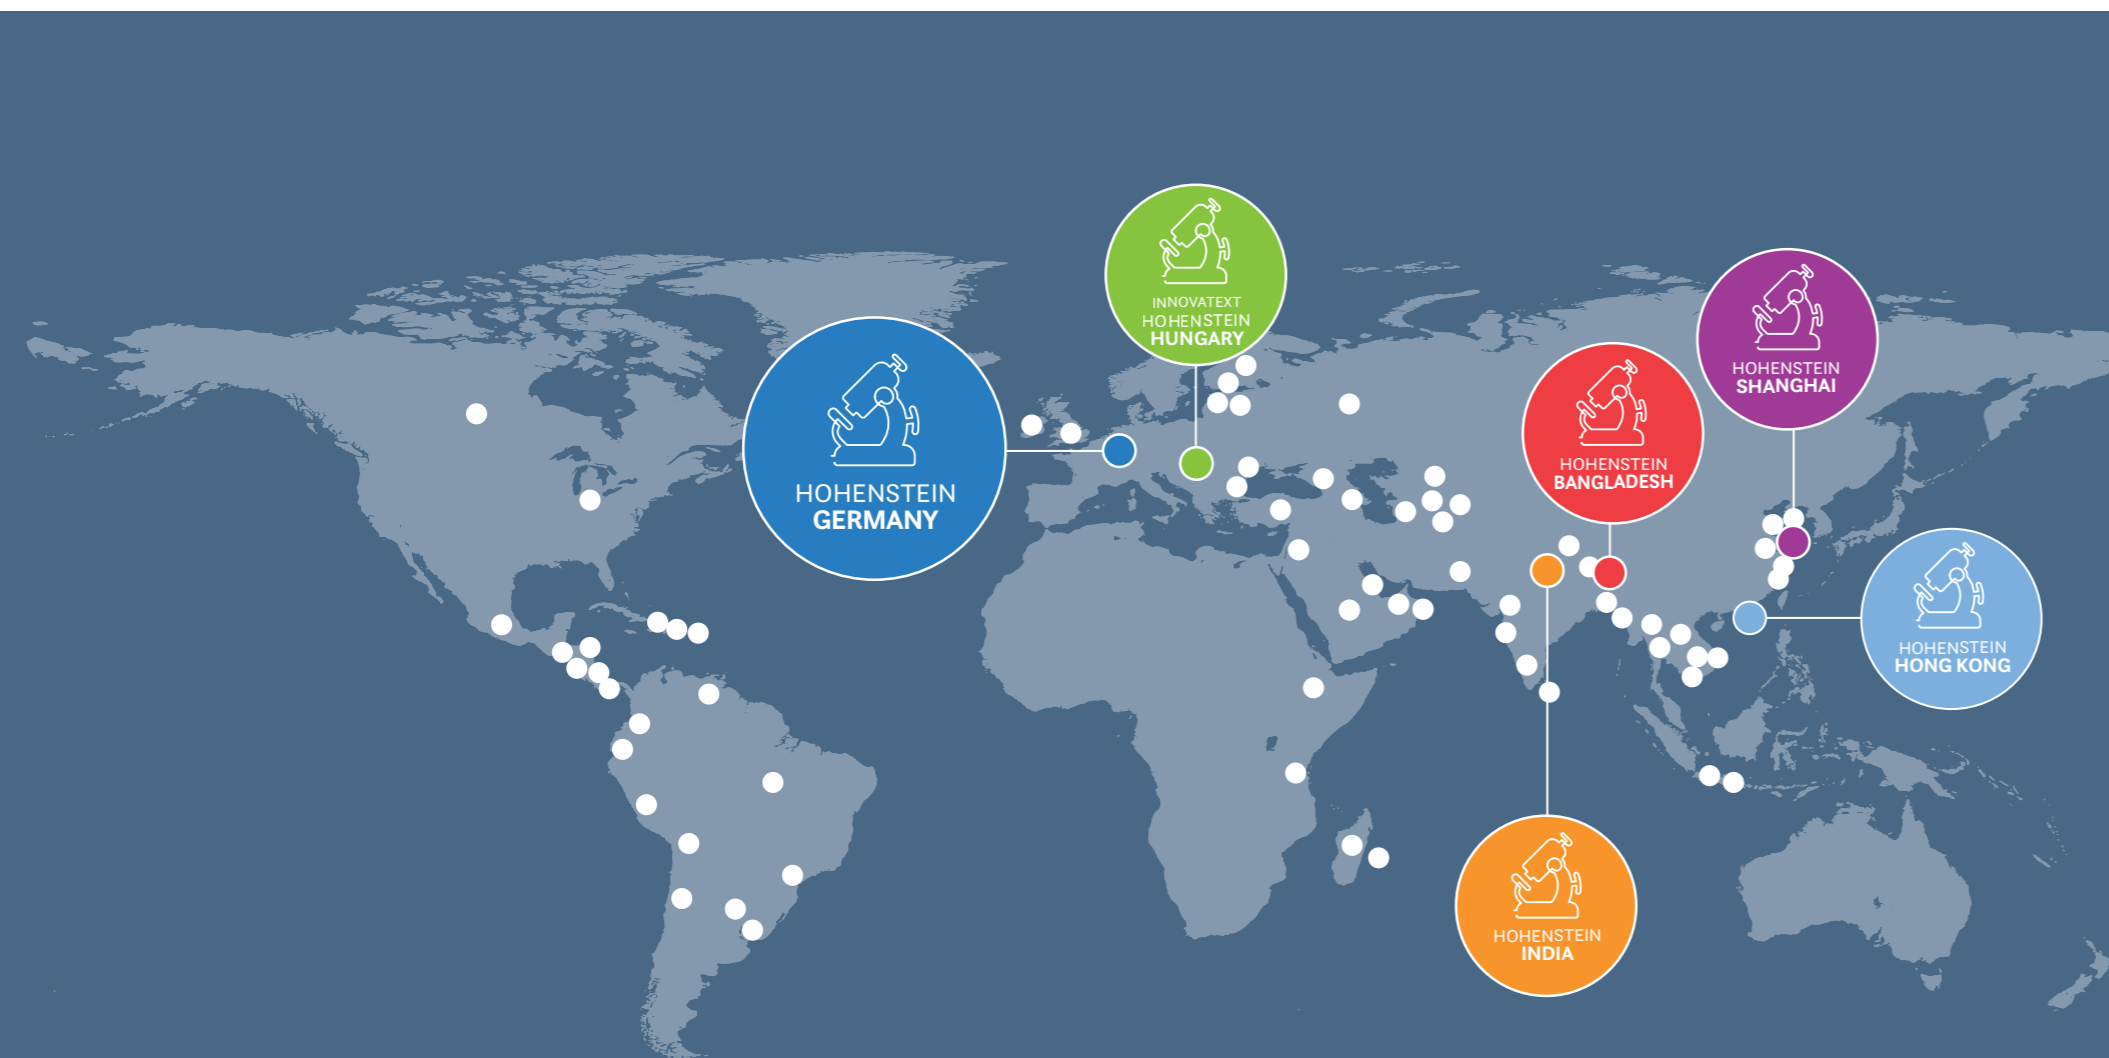 INNOVATEXT
HOHENSTEIN
HUNGARY
HOHENSTEIN
SHANGHAI
HOHENSTEIN
GERMANY
HOHENSTEIN
BANGLADESH
HOHENSTEIN
HONG KONG
HOHENSTEIN
INDIA